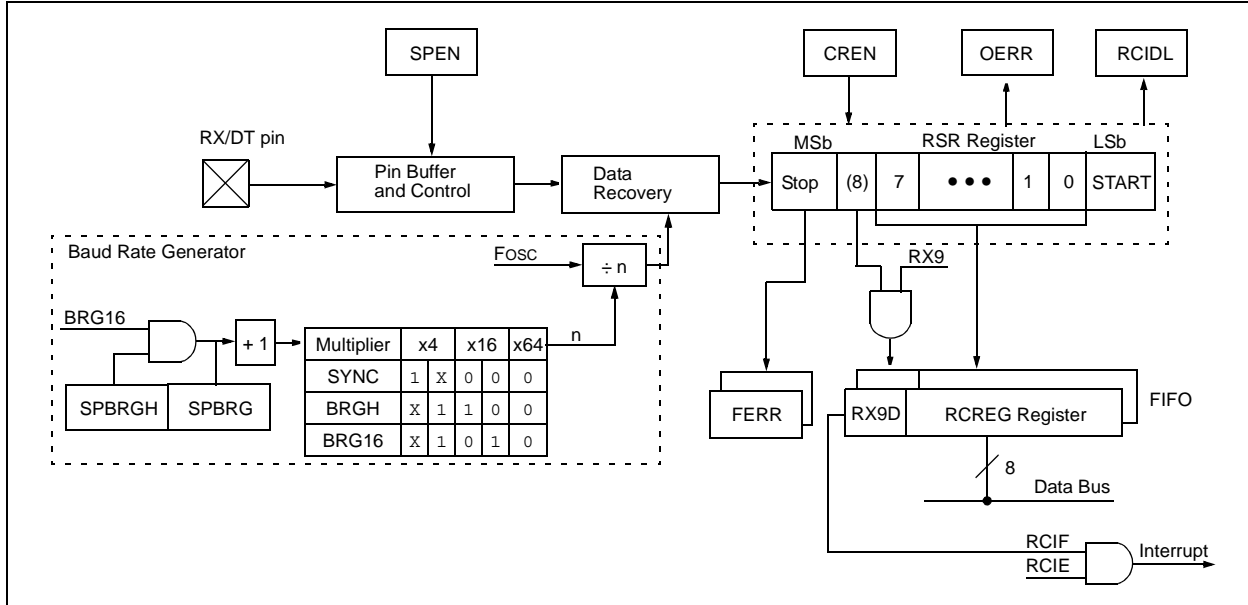 SPEN
CREN
OERR
RCIDL
RX/DT pin
Pin Buffer
and Control
Data
Recovery
MSb
RSR Register
LSb
Stop
(8)
7
• • •
1
0
START
Baud Rate Generator
FOSC
÷ n
RX9
BRG16
+ 1
n
SPBRGH
SPBRG
Multiplier x4 x16 x64
SYNC 1 X 0 0 0
BRGH X 1 1 0 0
BRG16 X 1 0 1 0
FERR
RX9D
RCREG Register
FIFO
8
Data Bus
RCIF
RCIE
Interrupt